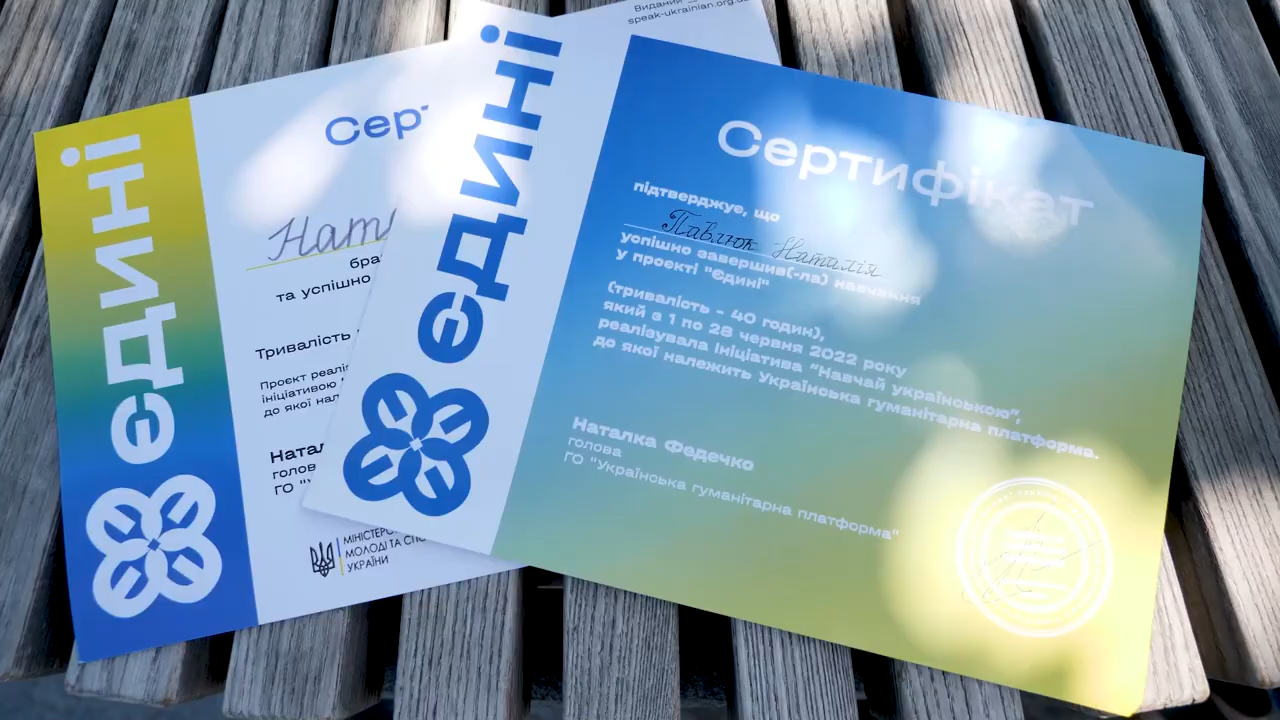 єдині
Сер
Нат
бра
та успішно
Тривалість
Проєкт реалі
ініціативою
до якої нал
Натал
голов
ГО "У
МІНІСТЕРС
МОЛОДІ ТА СПО
УКРАЇНИ
Виданий
speak-ukrainian.org.u
єдині
Сертифікат
підтверджує, що
Павлюк Наталія
успішно завершив(-ла) навчання
у проєкті "Єдині"
(тривалість - 40 годин),
який з 1 по 28 червня 2022 року
реалізувала ініціатива "Навчай українською",
до якої належить Українська гуманітарна платформа.
Наталка Федечко
голова
ГО "Українська гуманітарна платформа"